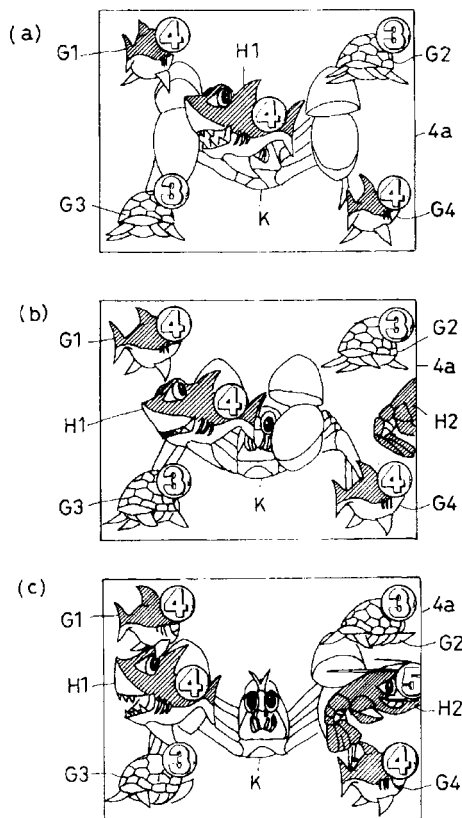 (a)
G1 4 H1 3 G2
4
4a
G3 3 K 4 G4
(b)
G1 4 3 G2
4a
H1 4 H2
G3 3 K 4 G4
(c)
G1 4 3 4a
G2
H1 4 5 H2
G3 3 K 4 G4